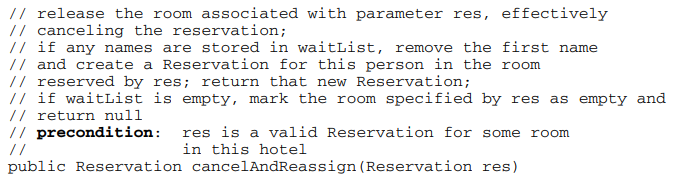 // release the room associated with parameter res, effectively
// canceling the reservation;
// if any names are stored in waitList, remove the first name
// and create a Reservation for this person in the room
// reserved by res; return that new Reservation;
// if waitList is empty, mark the room specified by res as empty and
// return null
// precondition:  res is a valid Reservation for some room
//                in this hotel
public Reservation cancelAndReassign(Reservation res)